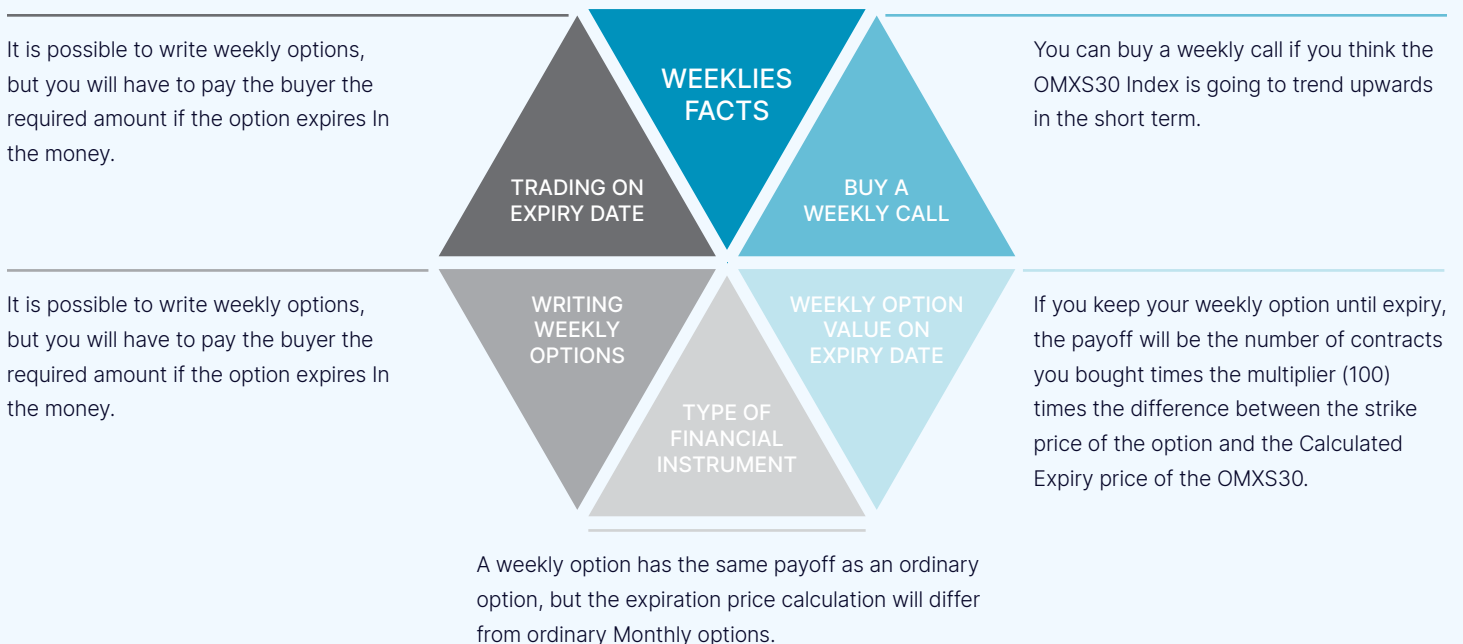 WEEKLIES
FACTS
It is possible to write weekly options,
but you will have to pay the buyer the
required amount if the option expires In
the money.
TRADING ON
EXPIRY DATE
BUY A
WEEKLY CALL
You can buy a weekly call if you think the
OMXS30 Index is going to trend upwards
in the short term.
It is possible to write weekly options,
but you will have to pay the buyer the
required amount if the option expires In
the money.
WRITING
WEEKLY
OPTIONS
WEEKLY OPTION
VALUE ON
EXPIRY DATE
If you keep your weekly option until expiry,
the payoff will be the number of contracts
you bought times the multiplier (100)
times the difference between the strike
price of the option and the Calculated
Expiry price of the OMXS30.
TYPE OF
FINANCIAL
INSTRUMENT
A weekly option has the same payoff as an ordinary
option, but the expiration price calculation will differ
from ordinary Monthly options.